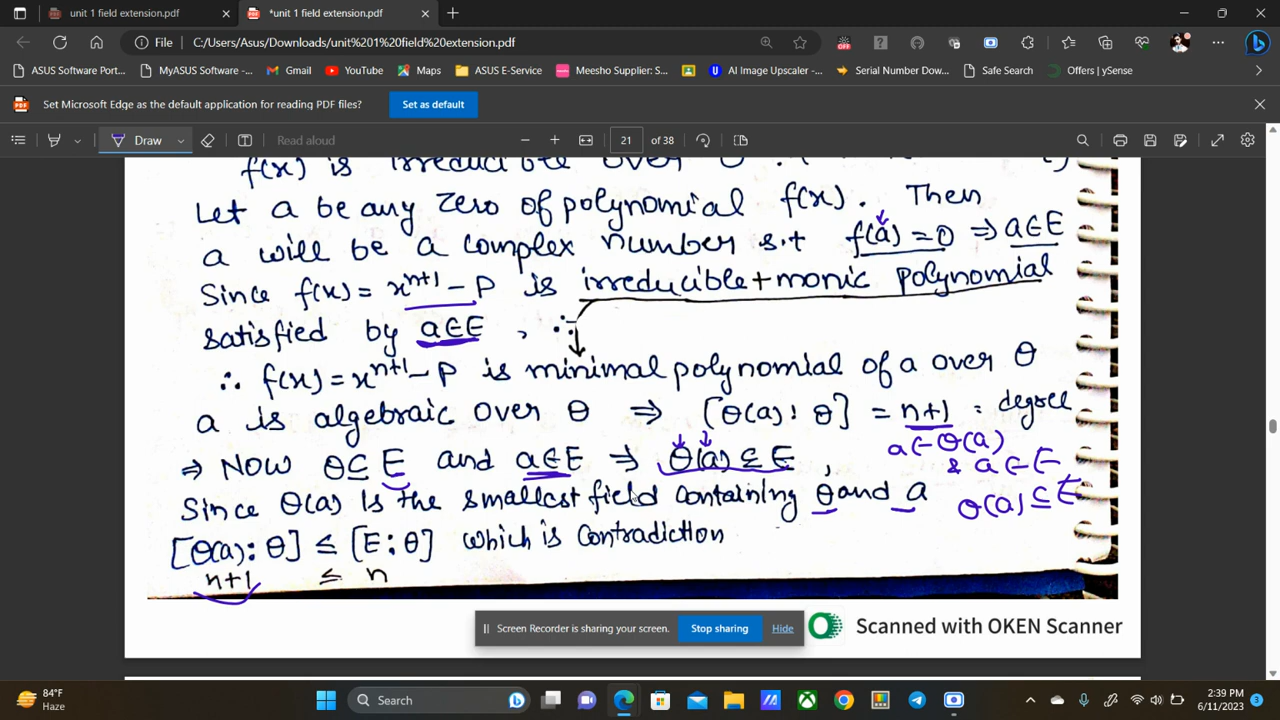 unit 1 field extension.pdf
*unit 1 field extension.pdf
File C:/Users/Asus/Downloads/unit%201%20field%20extension.pdf
ASUS Software Port... MyASUS Software -... Gmail YouTube Maps ASUS E-Service Meesho Supplier: S... AI Image Upscaler -... Serial Number Dow... Safe Search Offers | ySense
Set Microsoft Edge as the default application for reading PDF files? Set as default
Draw Read aloud 21 of 38
f(x) is irreducible over
Let a be any zero of polynomial f(x). Then
a will be a complex number s.t f(a) = 0 ⇒ a∈E
Since f(x) = x^{n+1} - P is irreducible + monic polynomial
satisfied by a∈E , ∴
∴ f(x) = x^{n+1} - P is minimal polynomial of a over θ
a is algebraic over θ ⇒ [θ(a) : θ] = n+1 = degree
⇒ Now θ⊆E and a∈E ⇒ θ(a) ⊆ E ,
a∈θ(a)
& a∈E
θ(a) ⊆ E
Since θ(a) is the smallest field containing θ and a
[θ(a) : θ] ≤ [E : θ] which is contradiction
n+1 ≤ n
Screen Recorder is sharing your screen. Stop sharing Hide
Scanned with OKEN Scanner
84°F
Haze
Search
2:39 PM
6/11/2023
3